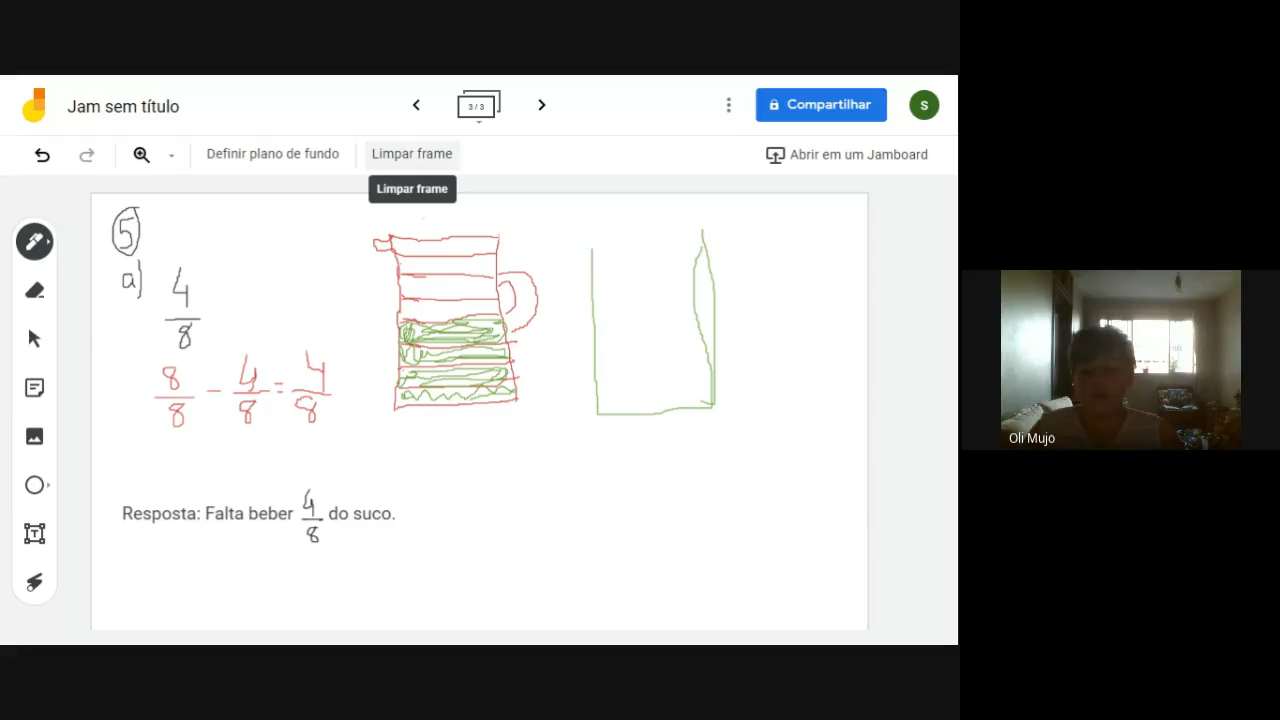 Jam sem título
3 / 3
Compartilhar
S
Definir plano de fundo
Limpar frame
Abrir em um Jamboard
Limpar frame
5
a) 4/8
8/8 - 4/8 = 4/8
Resposta: Falta beber 4/8 do suco.
Oli Mujo